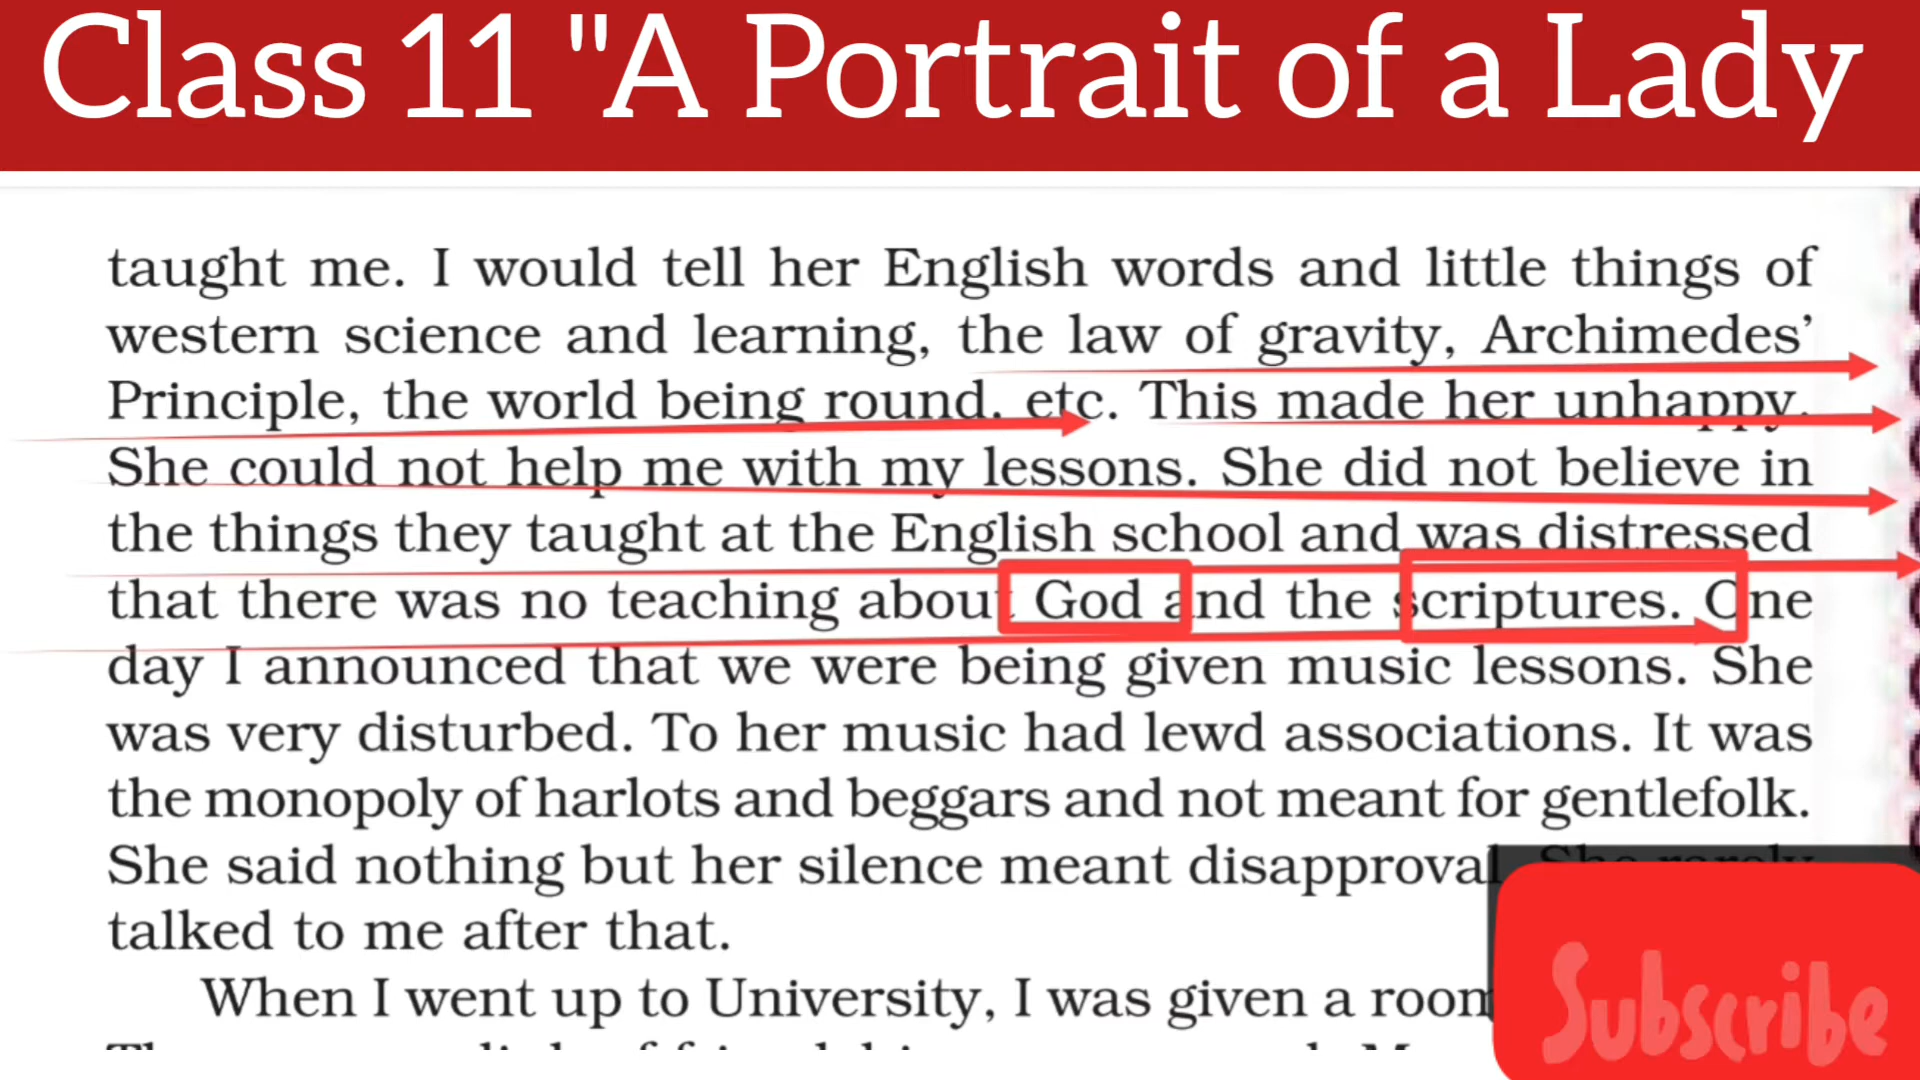 Class 11 "A Portrait of a Lady
taught me. I would tell her English words and little things of
western science and learning, the law of gravity, Archimedes’
Principle, the world being round, etc. This made her unhappy.
She could not help me with my lessons. She did not believe in
the things they taught at the English school and was distressed
that there was no teaching about God and the scriptures. One
day I announced that we were being given music lessons. She
was very disturbed. To her music had lewd associations. It was
the monopoly of harlots and beggars and not meant for gentlefolk.
She said nothing but her silence meant disapproval She rarely
talked to me after that.
When I went up to University, I was given a room
Subscribe